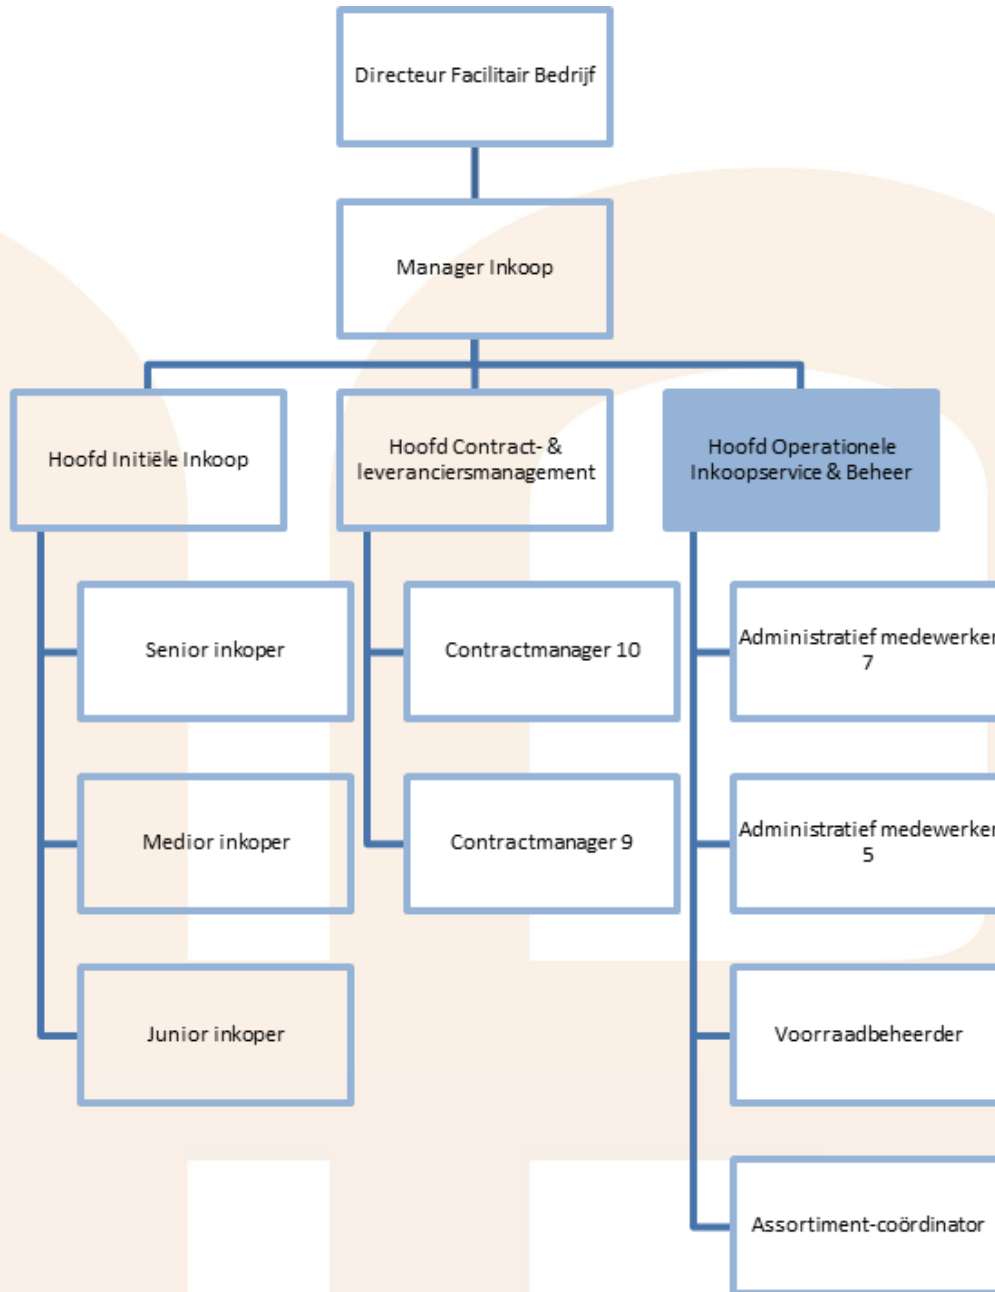 Directeur Facilitair Bedrijf
Manager Inkoop
Hoofd Initiële Inkoop
Hoofd Contract- &
leveranciersmanagement
Hoofd Operationele
Inkoopservice & Beheer
Senior inkoper
Contractmanager 10
Administratief medewerker
7
Medior inkoper
Contractmanager 9
Administratief medewerker
5
Junior inkoper
Voorraadbeheerder
Assortiment-coördinator